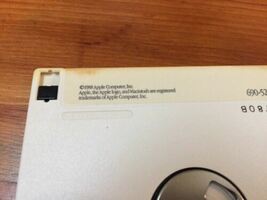 ©1988 Apple Computer, Inc.
Apple, the Apple logo, and Macintosh are registered
trademarks of Apple Computer, Inc.
690-52
808